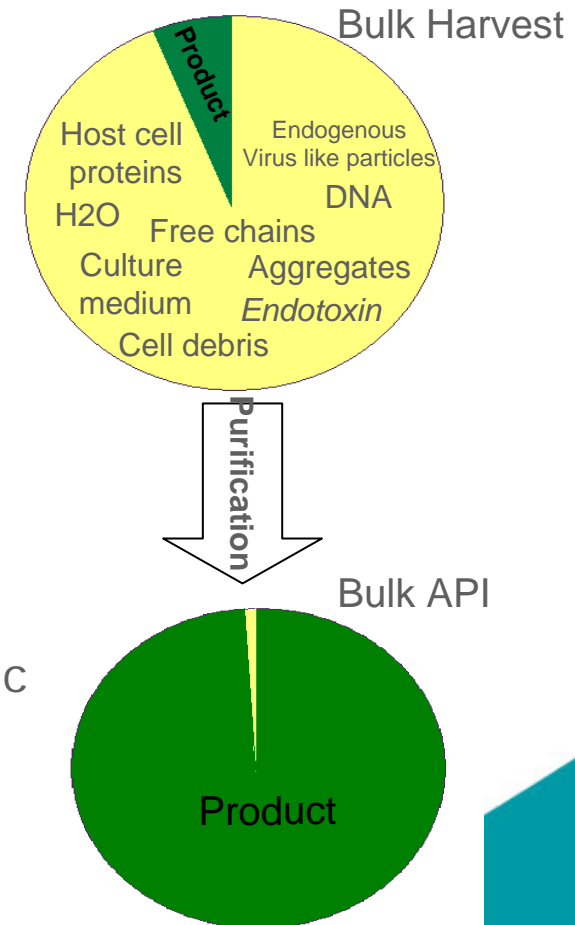 Bulk Harvest
Product
Host cell
proteins
Endogenous
Virus like particles
H2O
DNA
Free chains
Culture
medium
Aggregates
Endotoxin
Cell debris
Purification
Bulk API
c
Product